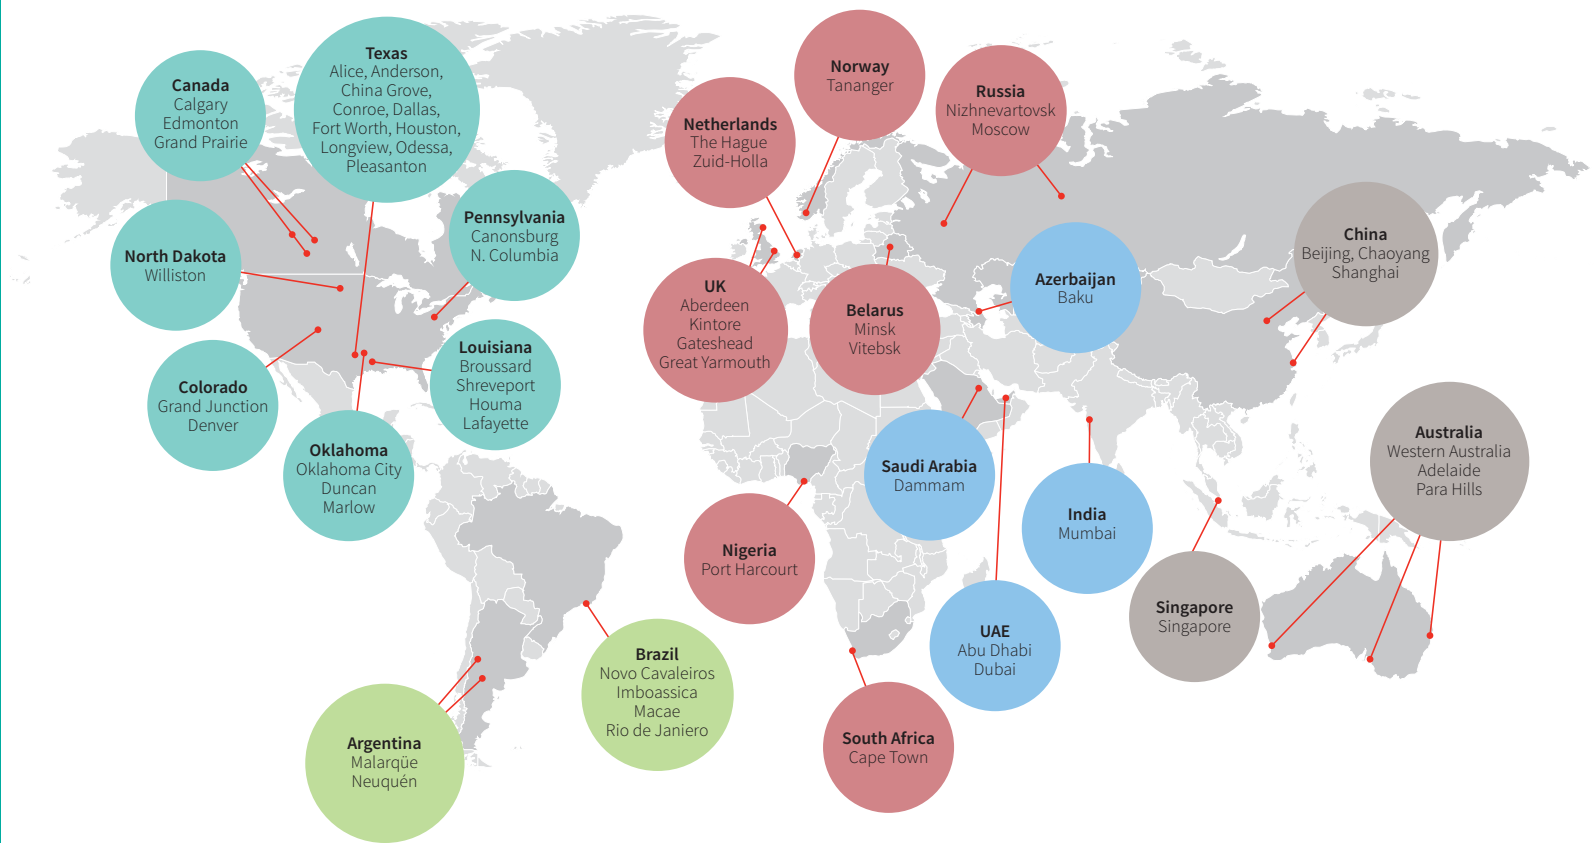 Canada
Calgary
Edmonton
Grand Prairie
Texas
Alice, Anderson,
China Grove,
Conroe, Dallas,
Fort Worth, Houston,
Longview, Odessa,
Pleasanton
North Dakota
Williston
Pennsylvania
Canonsburg
N. Columbia
Colorado
Grand Junction
Denver
Louisiana
Broussard
Shreveport
Houma
Lafayette
Oklahoma
Oklahoma City
Duncan
Marlow
Argentina
Malarqüe
Neuquén
Brazil
Novo Cavaleiros
Imboassica
Macae
Rio de Janiero
Netherlands
The Hague
Zuid-Holla
Norway
Tananger
Russia
Nizhnevartovsk
Moscow
UK
Aberdeen
Kintore
Gateshead
Great Yarmouth
Belarus
Minsk
Vitebsk
Azerbaijan
Baku
Saudi Arabia
Dammam
Nigeria
Port Harcourt
South Africa
Cape Town
UAE
Abu Dhabi
Dubai
India
Mumbai
China
Beijing, Chaoyang
Shanghai
Singapore
Singapore
Australia
Western Australia
Adelaide
Para Hills